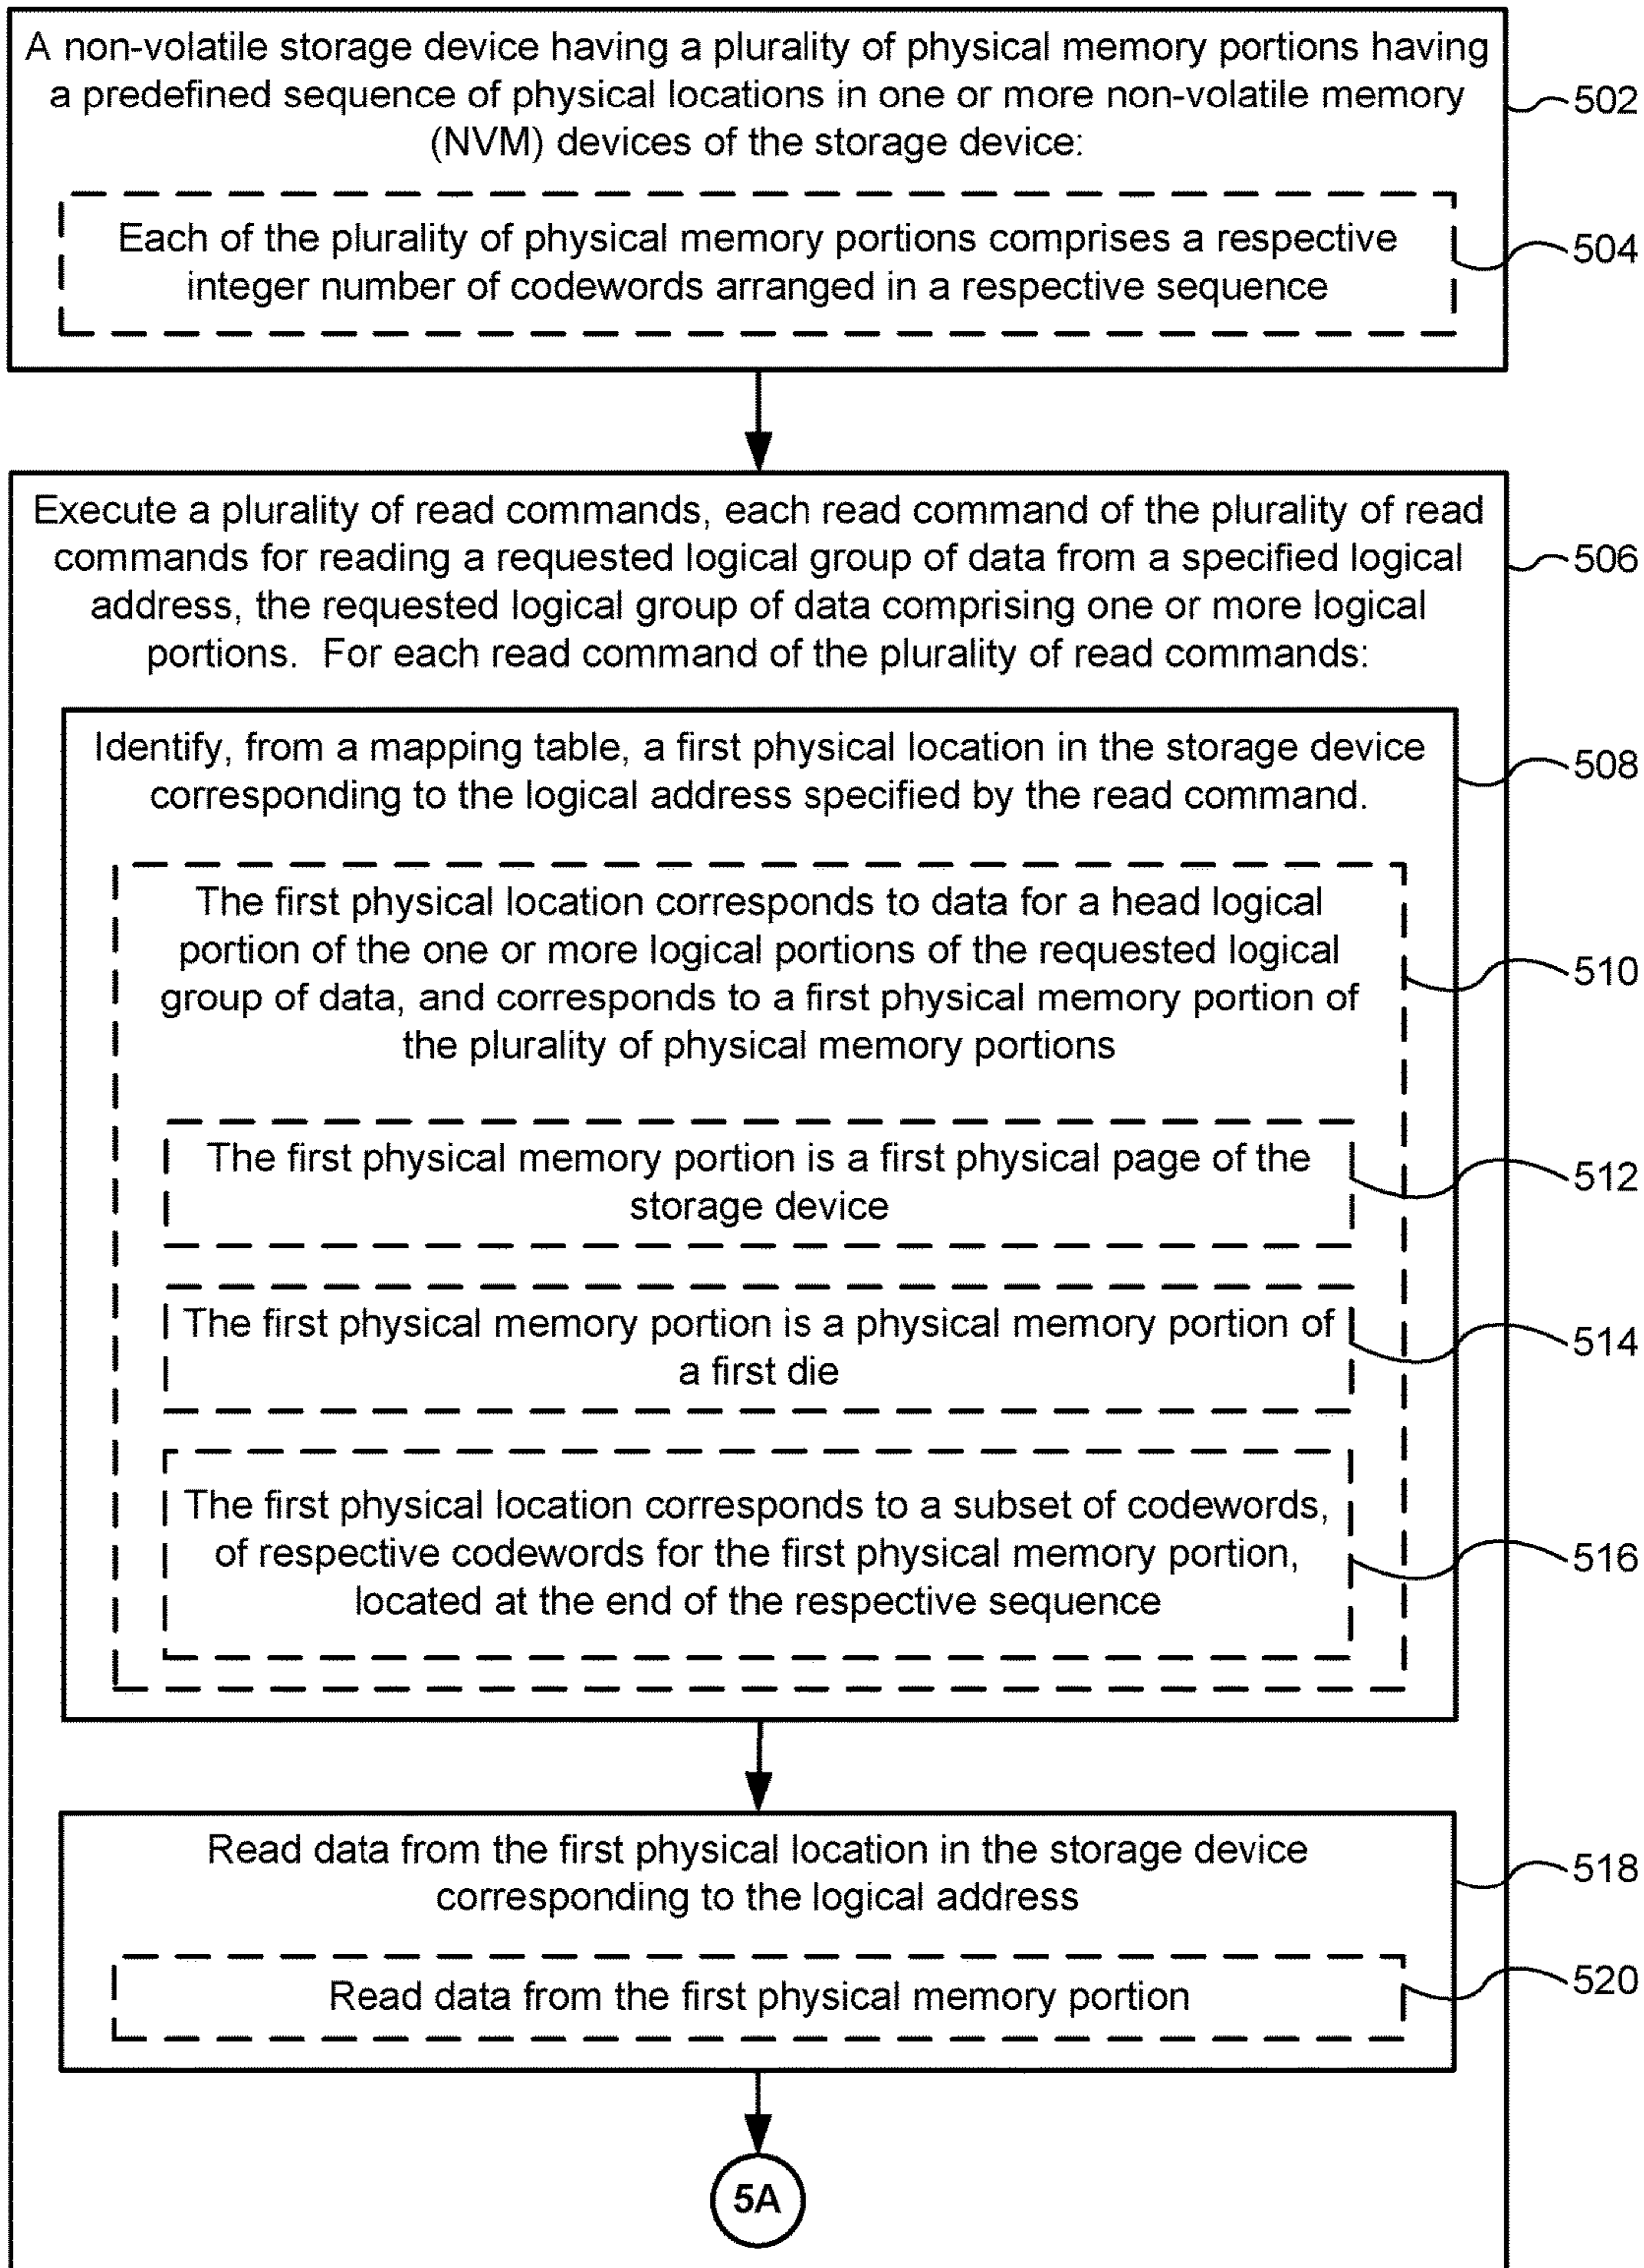 A non-volatile storage device having a plurality of physical memory portions having
a predefined sequence of physical locations in one or more non-volatile memory
(NVM) devices of the storage device:
502
Each of the plurality of physical memory portions comprises a respective
integer number of codewords arranged in a respective sequence
504
Execute a plurality of read commands, each read command of the plurality of read
commands for reading a requested logical group of data from a specified logical
address, the requested logical group of data comprising one or more logical
portions. For each read command of the plurality of read commands:
506
Identify, from a mapping table, a first physical location in the storage device
corresponding to the logical address specified by the read command.
508
The first physical location corresponds to data for a head logical
portion of the one or more logical portions of the requested logical
group of data, and corresponds to a first physical memory portion of
the plurality of physical memory portions
510
The first physical memory portion is a first physical page of the
storage device
512
The first physical memory portion is a physical memory portion of
a first die
514
The first physical location corresponds to a subset of codewords,
of respective codewords for the first physical memory portion,
located at the end of the respective sequence
516
Read data from the first physical location in the storage device
corresponding to the logical address
518
Read data from the first physical memory portion
520
5A